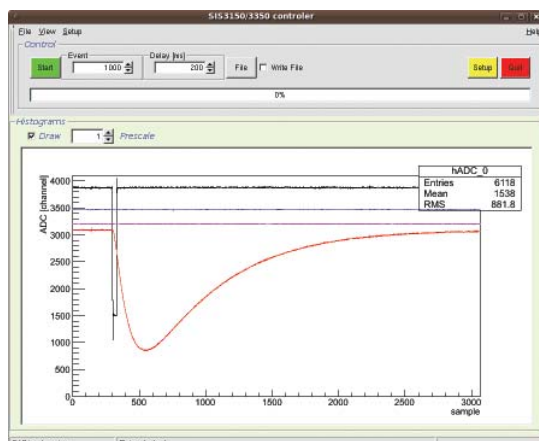 SIS3150/3350 controler
File View Setup Help
Control
Event
Delay [ms]
Start 1000 200 File Write File Setup Quit
0%
Histograms
Draw 1 Prescale
hADC_0
Entries 6118
Mean 1538
RMS 881.8
ADC [channel]
4000
3500
3000
2500
2000
1500
1000
500
0
0 500 1000 1500 2000 2500 3000
sample